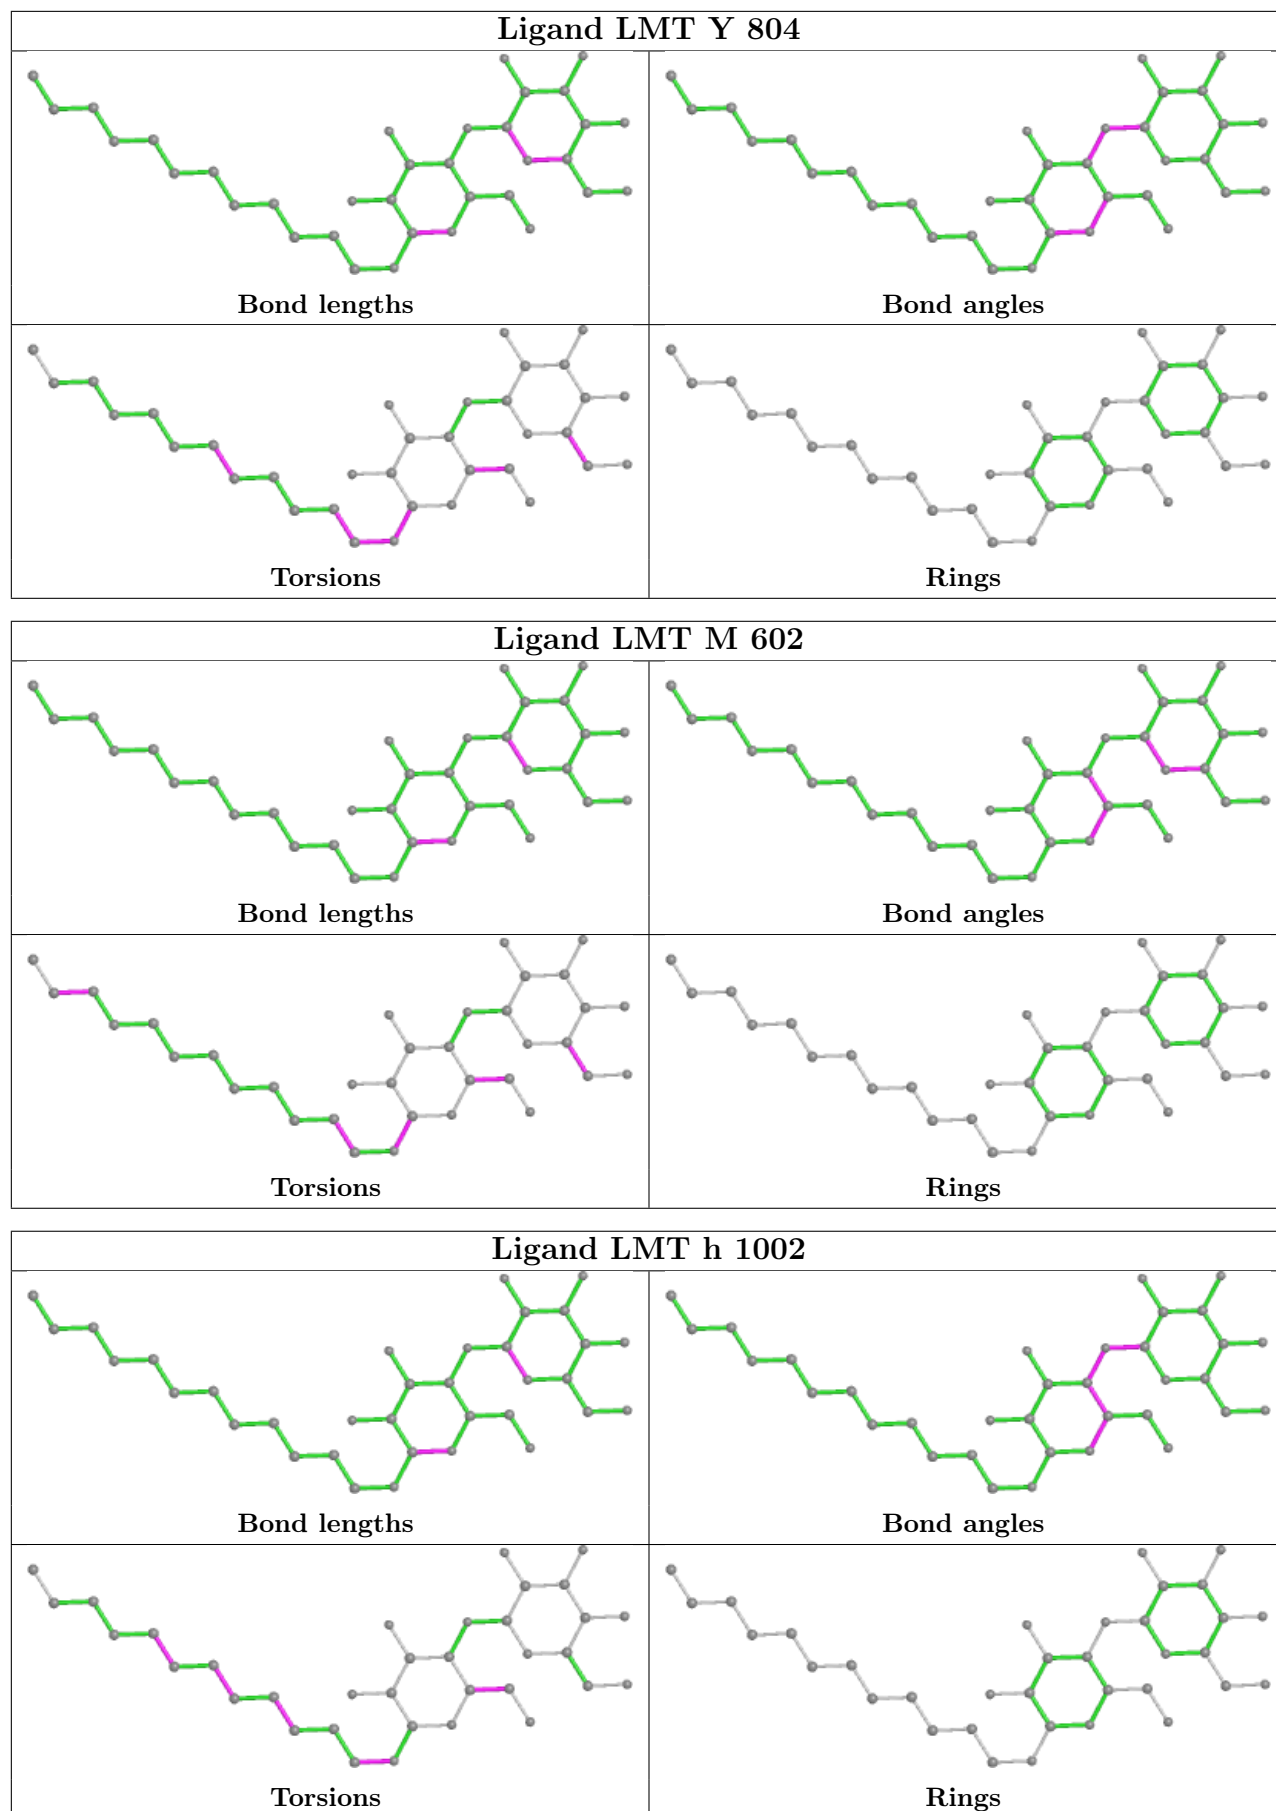 Ligand LMT Y 804
Bond lengths
Bond angles
Torsions
Rings
Ligand LMT M 602
Bond lengths
Bond angles
Torsions
Rings
Ligand LMT h 1002
Bond lengths
Bond angles
Torsions
Rings